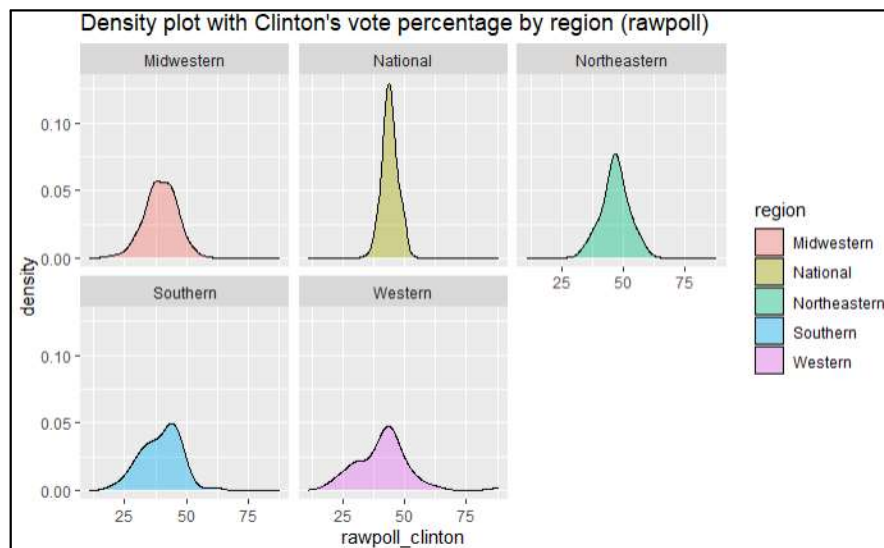 Density plot with Clinton's vote percentage by region (rawpoll)
Midwestern National Northeastern
0.10
0.05
0.00
25 50 75
Southern Western
0.10
0.05
0.00
25 50 75 25 50 75
rawpoll_clinton
density
region
Midwestern
National
Northeastern
Southern
Western